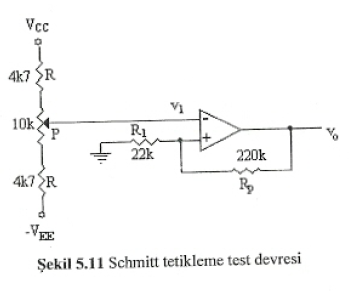 Vcc
4k7 R
10k P
V1
R1
22k
-
+
Vo
220k
Rp
4k7 R
-VEE
Şekil 5.11 Schmitt tetikleme test devresi